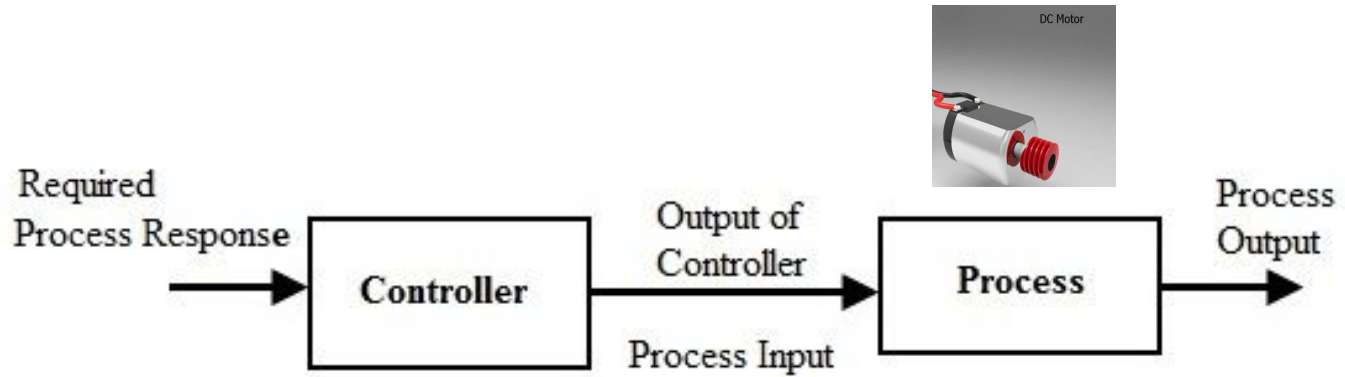 DC Motor
Required
Process Response
Controller
Output of
Controller
Process Input
Process
Process
Output